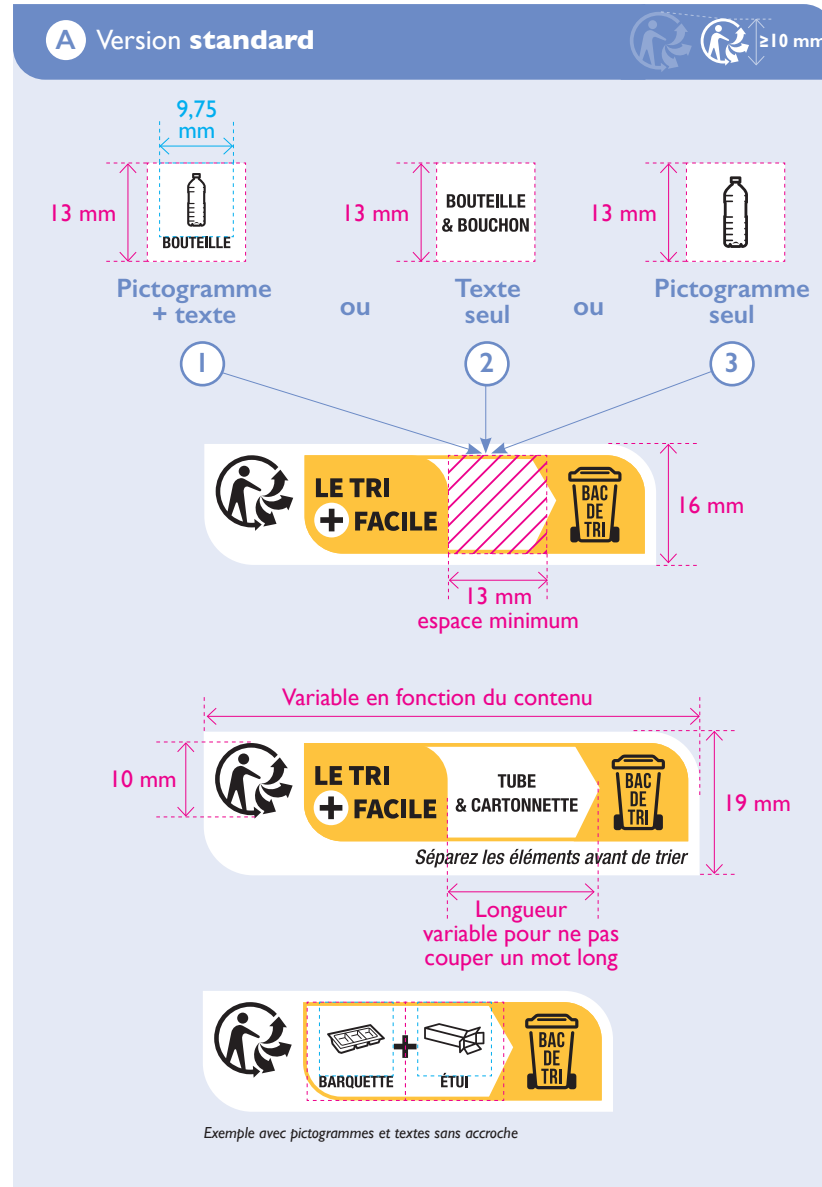 A Version standard
≥10 mm
9,75
mm
13 mm
BOUTEILLE
13 mm
BOUTEILLE
& BOUCHON
13 mm
Pictogramme
+ texte
ou
Texte
seul
ou
Pictogramme
seul
1
2
3
LE TRI
+ FACILE
BAC
DE
TRI
16 mm
13 mm
espace minimum
Variable en fonction du contenu
10 mm
LE TRI
+ FACILE
TUBE
& CARTONNETTE
BAC
DE
TRI
19 mm
Séparez les éléments avant de trier
Longueur
variable pour ne pas
couper un mot long
BARQUETTE
+
ÉTUI
BAC
DE
TRI
Exemple avec pictogrammes et textes sans accroche